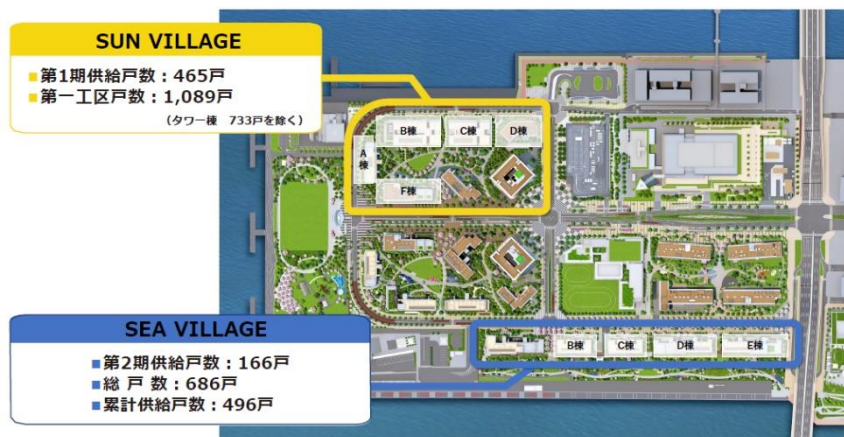 SUN VILLAGE
■第1期供給戸数：465戸
■第一工区戸数：1,089戸
（タワー棟　733戸を除く）
B棟
C棟
D棟
A棟
F棟
SEA VILLAGE
■第2期供給戸数：166戸
■総 戸 数：686戸
■累計供給戸数：496戸
B棟
C棟
D棟
E棟